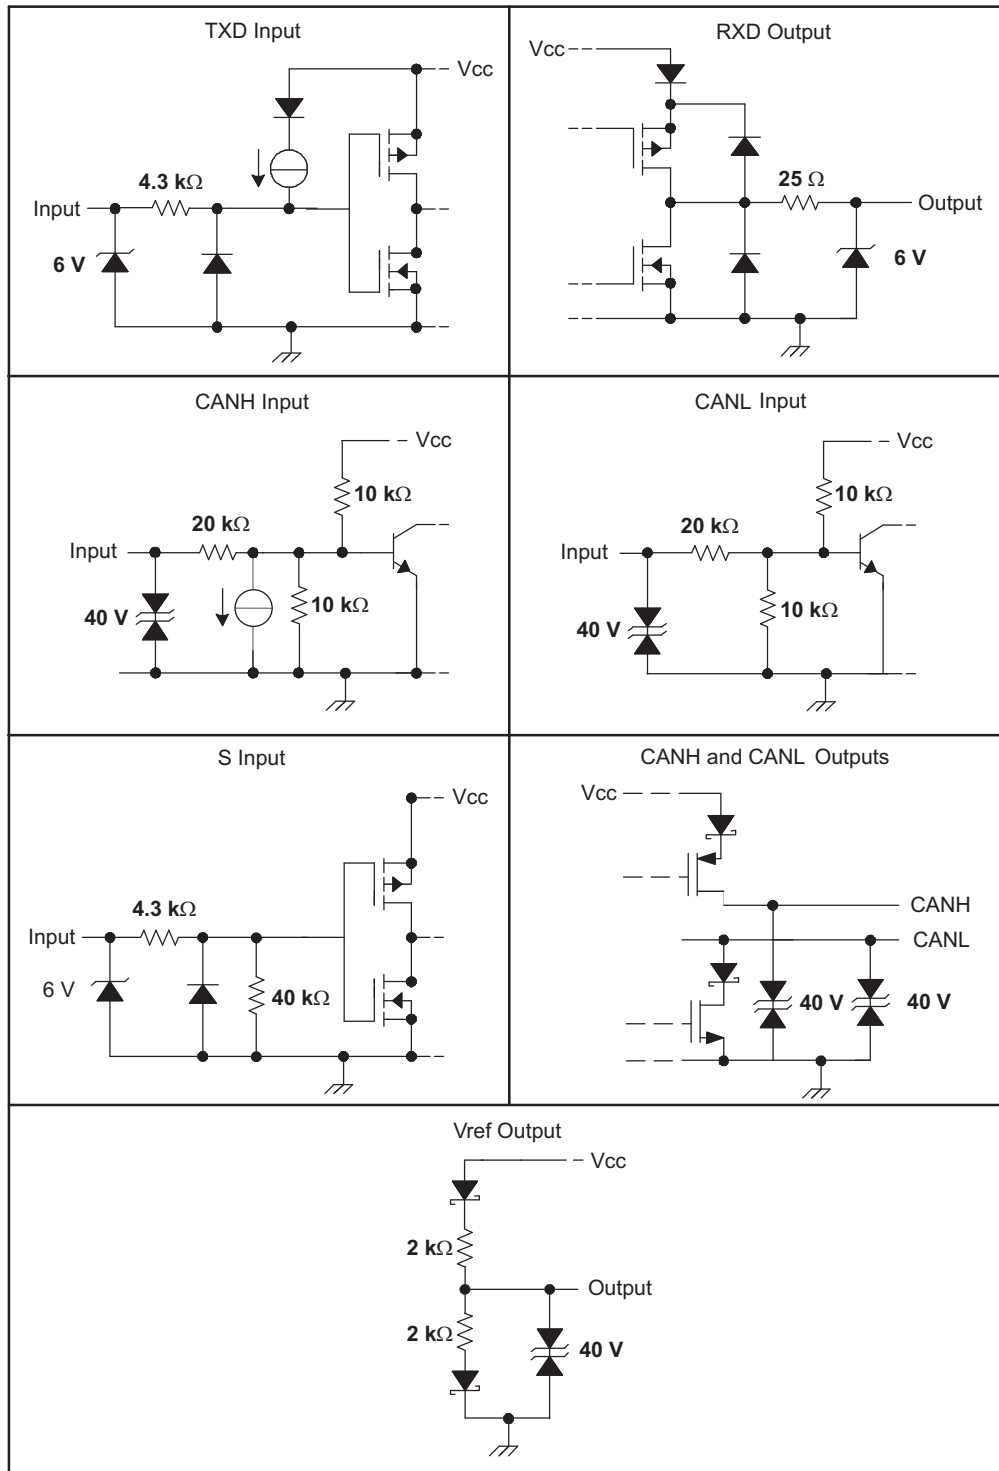 TXD Input
Vcc
4.3 kΩ
Input
6 V
RXD Output
Vcc
25 Ω
Output
6 V
CANH Input
Vcc
10 kΩ
20 kΩ
Input
10 kΩ
40 V
CANL Input
Vcc
10 kΩ
20 kΩ
Input
10 kΩ
40 V
S Input
Vcc
4.3 kΩ
Input
6 V
40 kΩ
CANH and CANL Outputs
Vcc
CANH
CANL
40 V
40 V
Vref Output
Vcc
2 kΩ
Output
2 kΩ
40 V